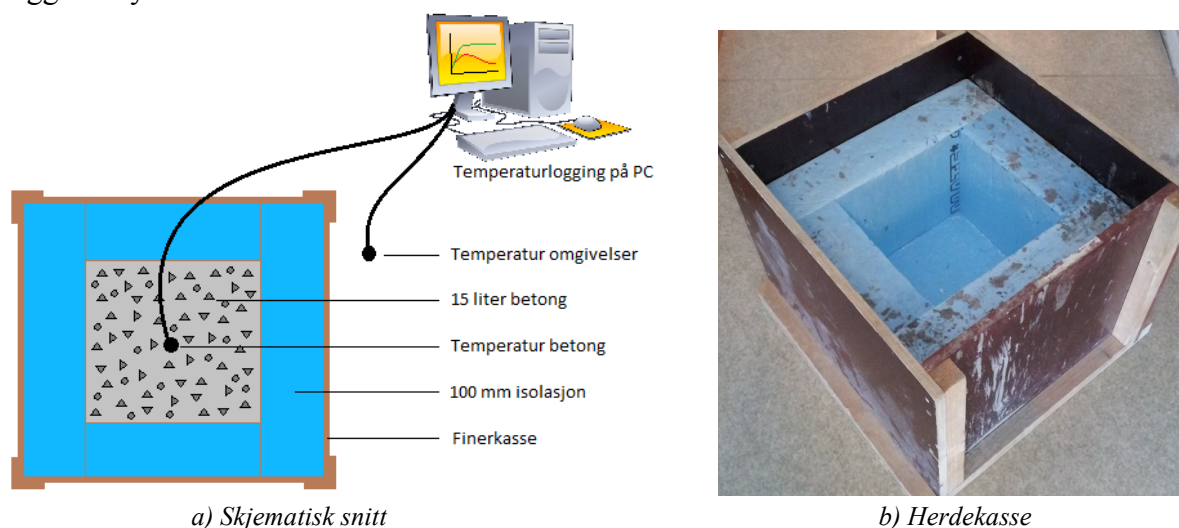 Temperaturlogging på PC
Temperatur omgivelser
15 liter betong
Temperatur betong
100 mm isolasjon
Finerkasse
a) Skjematisk snitt
b) Herdekasse